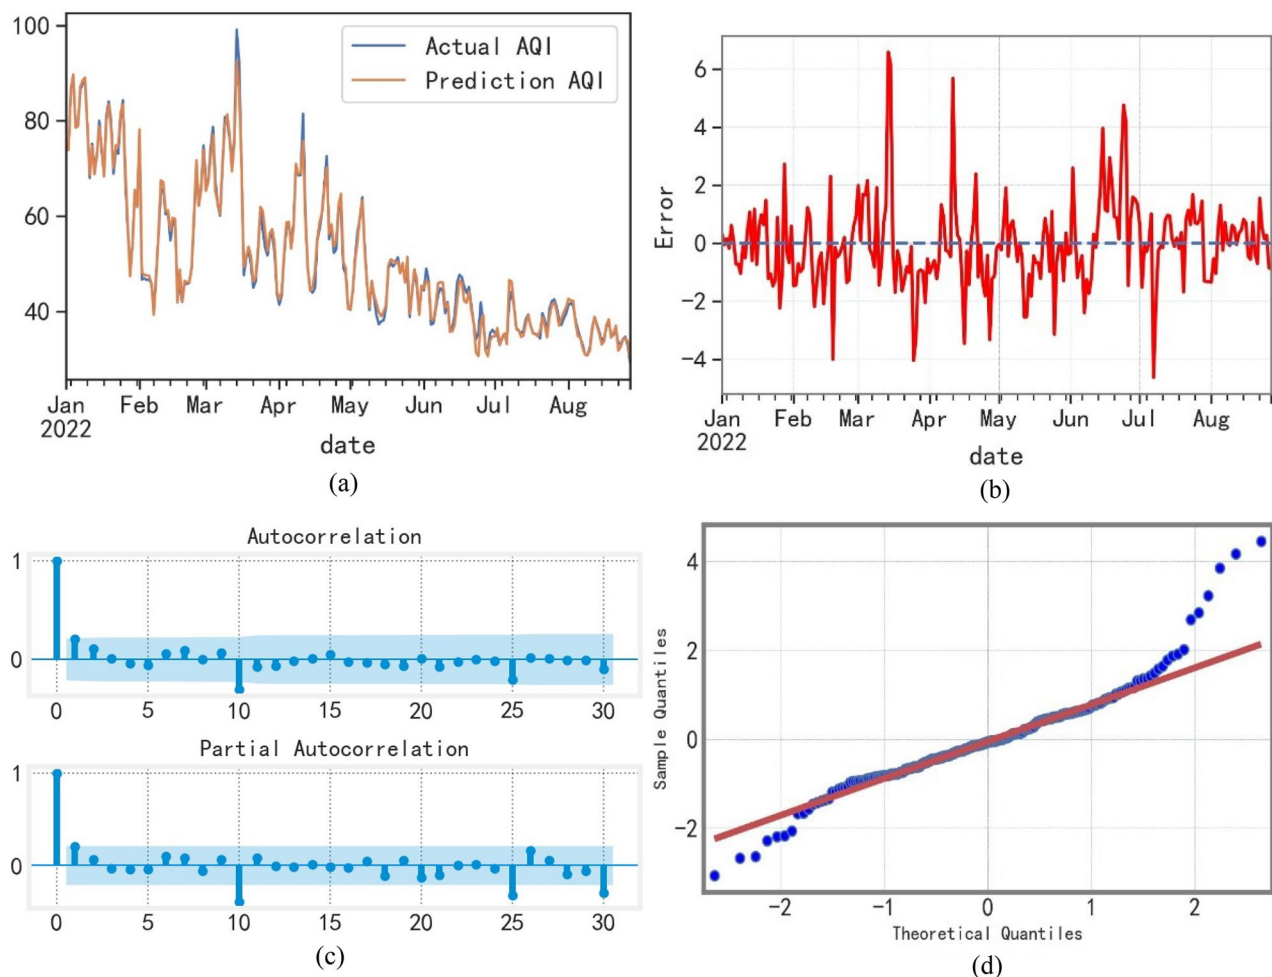 100
80
60
40
Actual AQI
Prediction AQI
Jan Feb Mar Apr May Jun Jul Aug
2022
date
(a)
6
4
2
0
−2
−4
Error
Jan Feb Mar Apr May Jun Jul Aug
2022
date
(b)
Autocorrelation
1
0
0 5 10 15 20 25 30
Partial Autocorrelation
1
0
0 5 10 15 20 25 30
(c)
4
2
0
−2
Sample Quantiles
−2 −1 0 1 2
Theoretical Quantiles
(d)